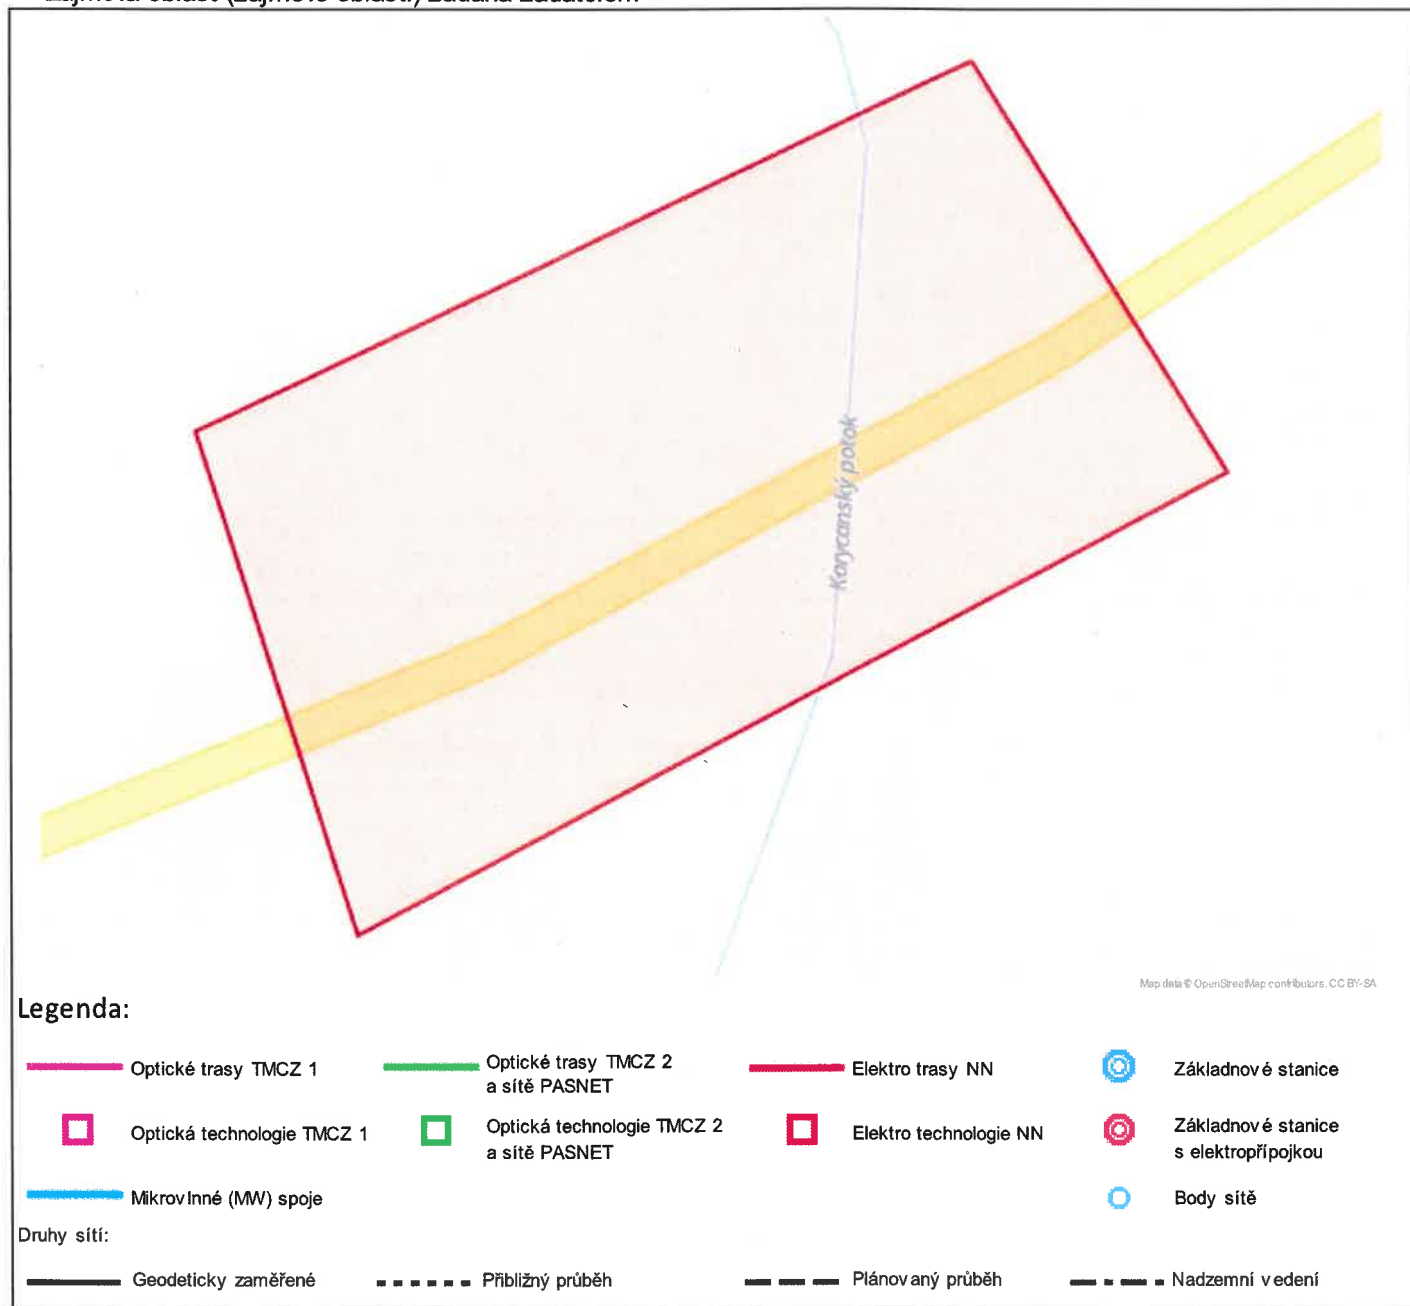 Korycanský potok
Map data © OpenStreetMap contributors, CC BY-SA
Legenda:
Optické trasy TMCZ 1
Optické trasy TMCZ 2
a sítě PASNET
Elektro trasy NN
Základnové stanice
Optická technologie TMCZ 1
Optická technologie TMCZ 2
a sítě PASNET
Elektro technologie NN
Základnové stanice
s elektropřípojkou
Mikrovlnné (MW) spoje
Body sítě
Druhy sítí:
Geodeticky zaměřené
Přibližný průběh
Plánovaný průběh
Nadzemní vedení